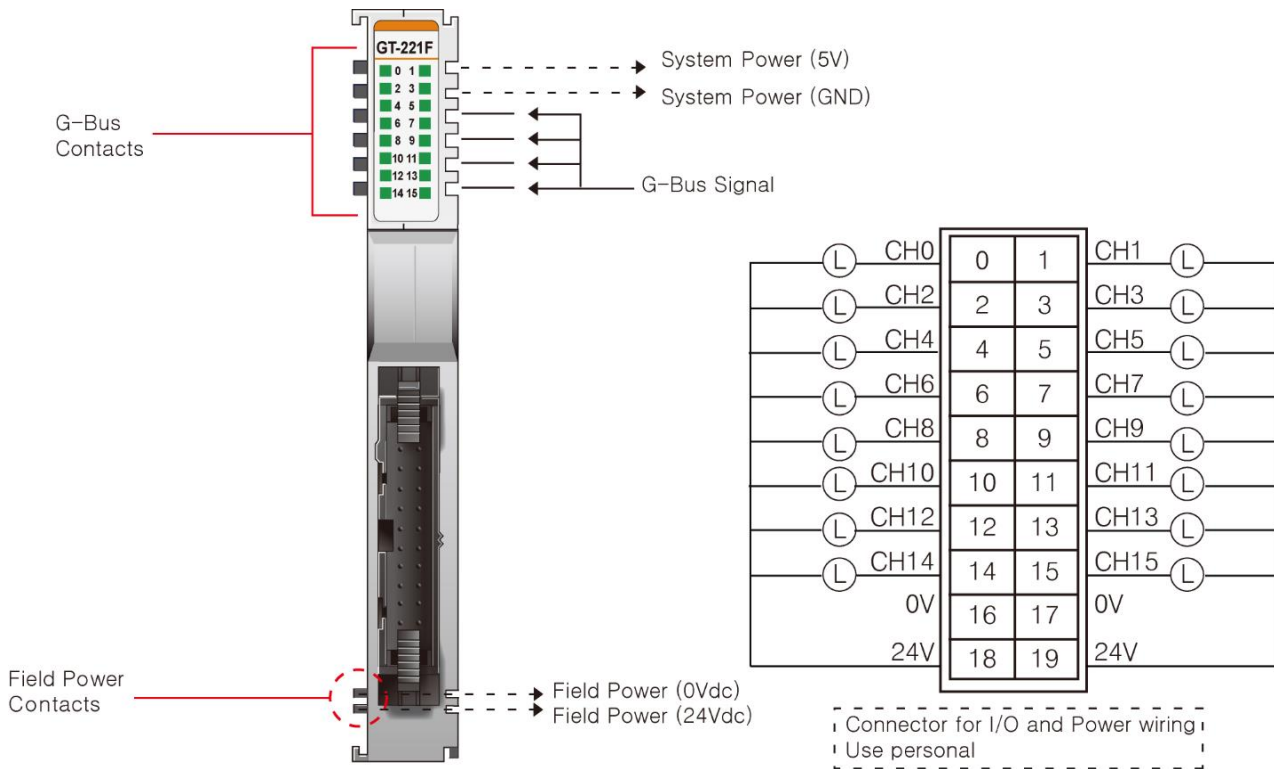 GT-221F
0 1
2 3
4 5
6 7
8 9
10 11
12 13
14 15
System Power (5V)
System Power (GND)
G-Bus
Contacts
G-Bus Signal
Field Power
Contacts
Field Power (0Vdc)
Field Power (24Vdc)
L CH0 0 1 CH1 L
L CH2 2 3 CH3 L
L CH4 4 5 CH5 L
L CH6 6 7 CH7 L
L CH8 8 9 CH9 L
L CH10 10 11 CH11 L
L CH12 12 13 CH13 L
L CH14 14 15 CH15 L
0V 16 17 0V
24V 18 19 24V
Connector for I/O and Power wiring
Use personal